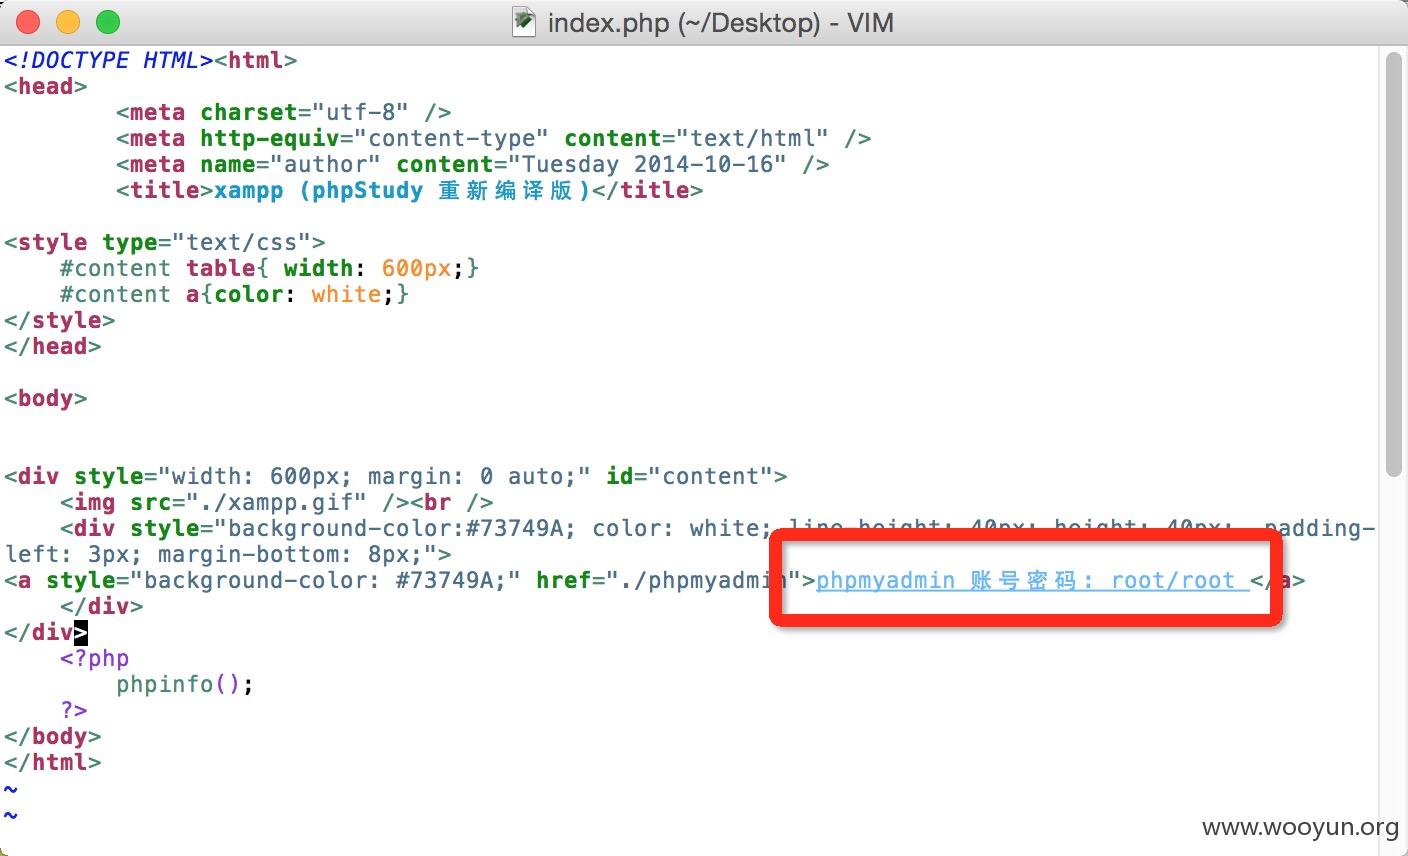 index.php (~/Desktop) - VIM
<!DOCTYPE HTML><html>
<head>
<meta charset="utf-8" />
<meta http-equiv="content-type" content="text/html" />
<meta name="author" content="Tuesday 2014-10-16" />
<title>xampp (phpStudy 重新编译版)</title>
<style type="text/css">
#content table{ width: 600px;}
#content a{color: white;}
</style>
</head>
<body>
<div style="width: 600px; margin: 0 auto;" id="content">
<img src="./xampp.gif" /><br />
<div style="background-color:#73749A; color: white; line-height: 40px; height: 40px; padding-
left: 3px; margin-bottom: 8px;">
<a style="background-color: #73749A;" href="./phpmyadmin">phpmyadmin 账号密码: root/root </a>
</div>
</div>
<?php
phpinfo();
?>
</body>
</html>
~
~
www.wooyun.org